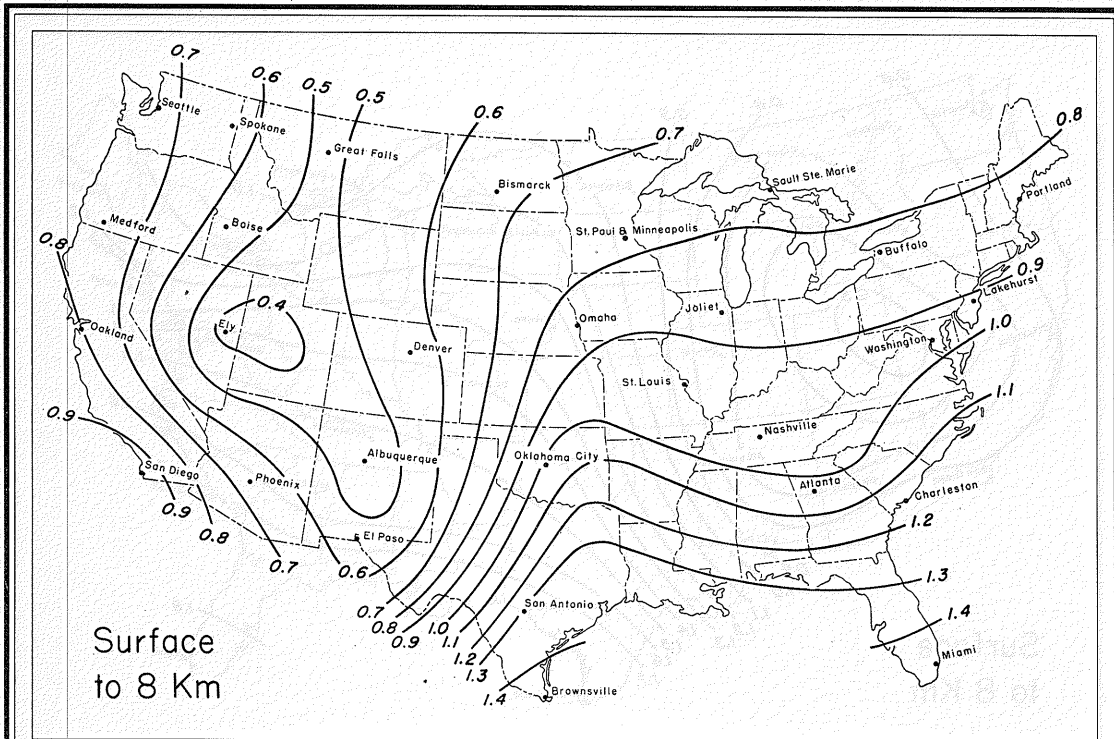 0.7
0.6
0.5
0.5
0.6
0.7
0.8
Seattle
Spokane
Great Falls
Bismarck
Sault Ste. Marie
Portland
Medford
Boise
St. Paul & Minneapolis
Buffalo
0.8
0.4
0.9
Lakehurst
Ely
Omaha
Joliet
1.0
Oakland
Denver
Washington
St. Louis
1.1
0.9
Nashville
San Diego
Phoenix
Albuquerque
Oklahoma City
Atlanta
Charleston
0.9
0.8
El Paso
1.2
0.7
0.6
1.3
0.7
0.8
0.9
1.0
1.1
1.2
1.3
1.4
San Antonio
1.4
Miami
Brownsville
Surface
to 8 Km